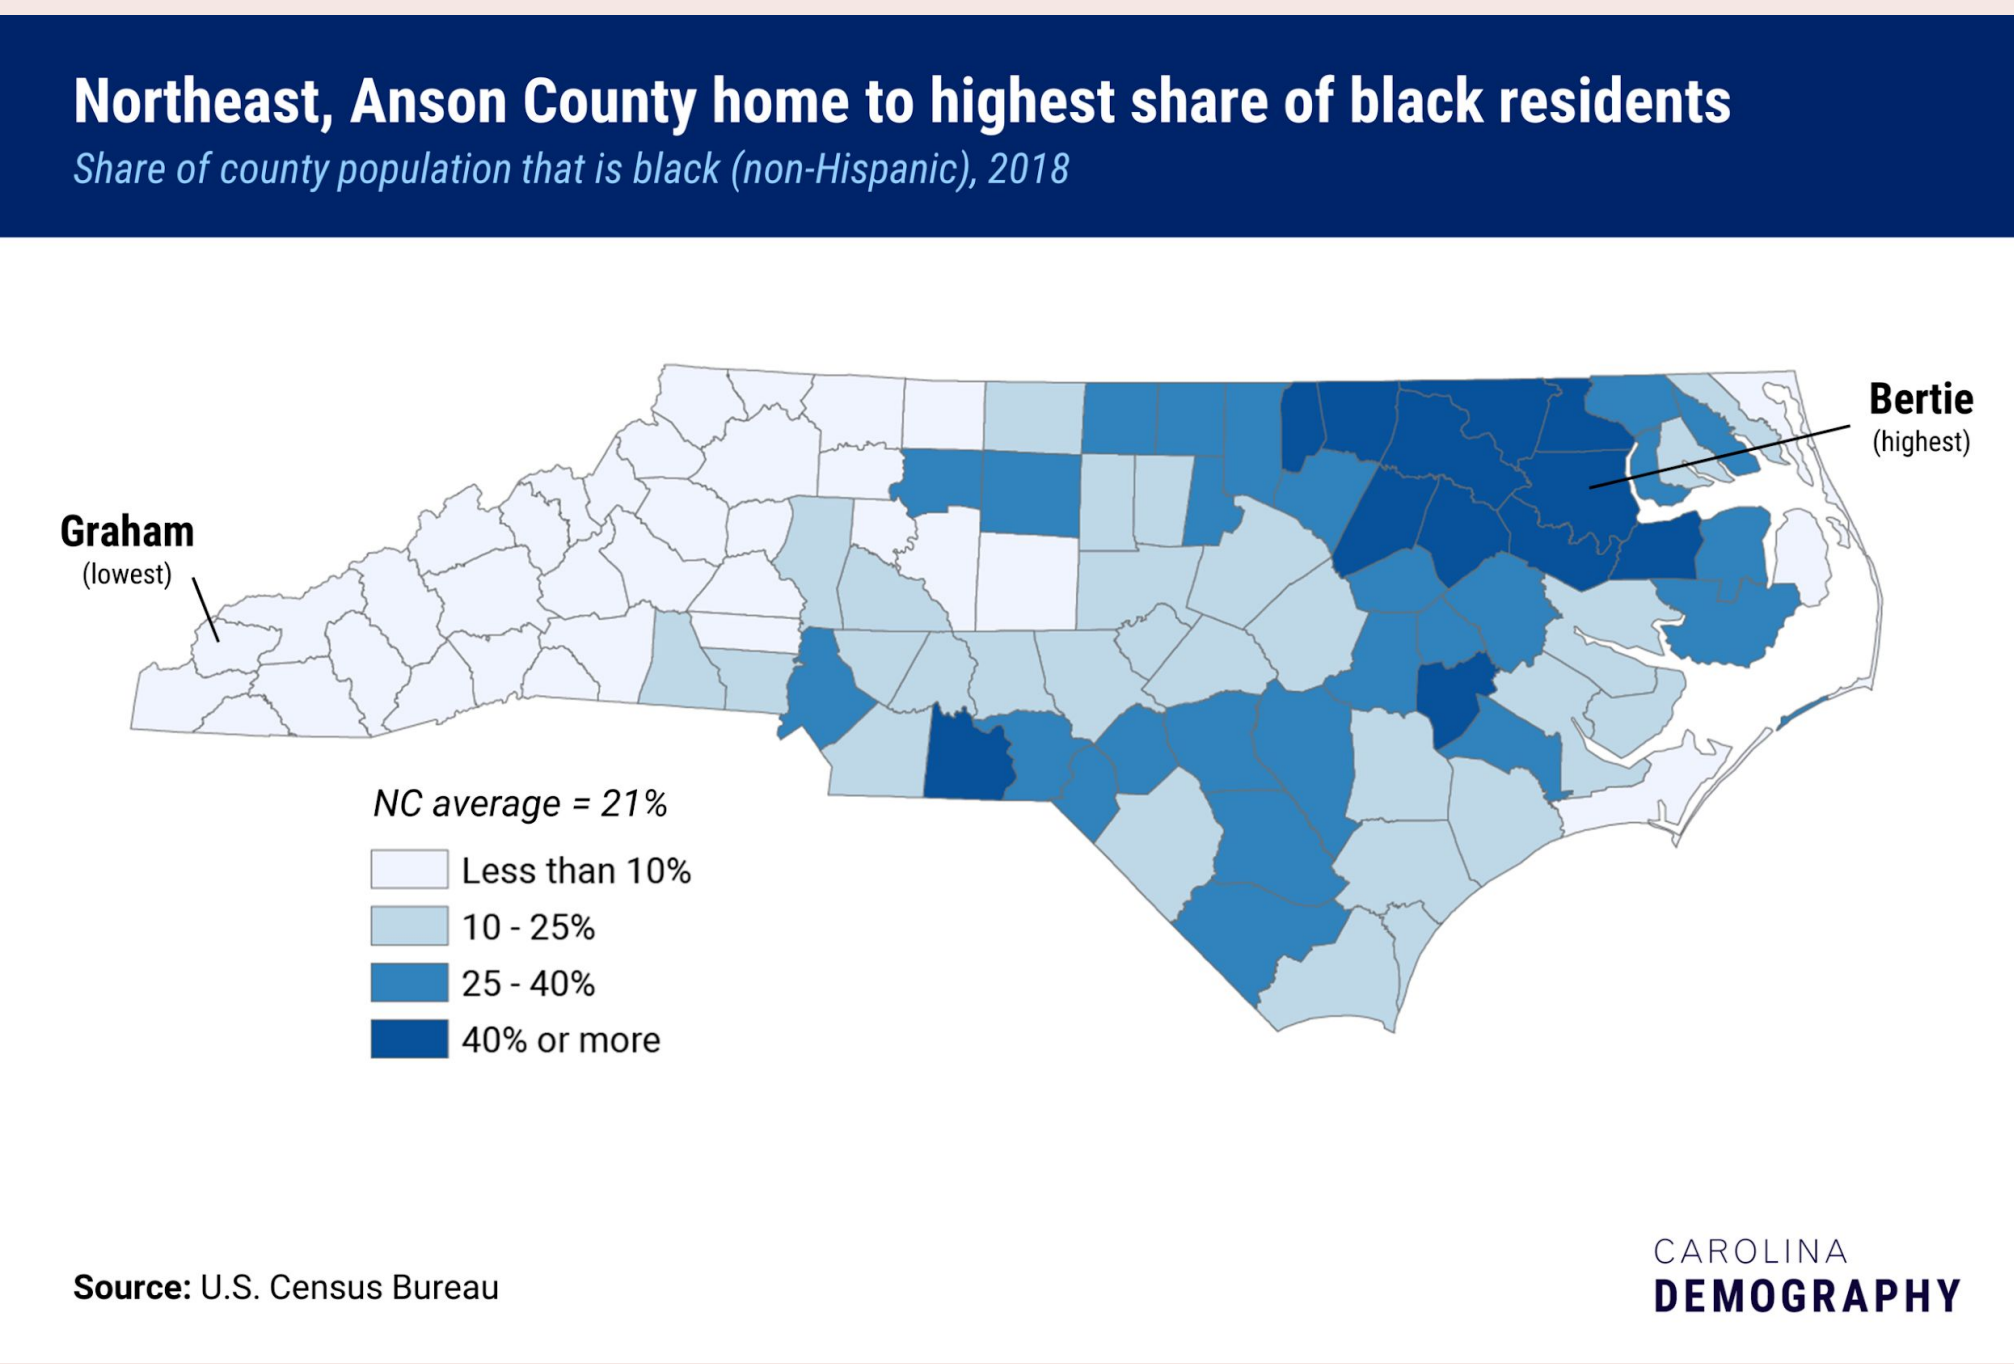 Northeast, Anson County home to highest share of black residents
Share of county population that is black (non-Hispanic), 2018
Bertie
(highest)
Graham
(lowest)
NC average = 21%
Less than 10%
10 - 25%
25 - 40%
40% or more
Source: U.S. Census Bureau
CAROLINA
DEMOGRAPHY